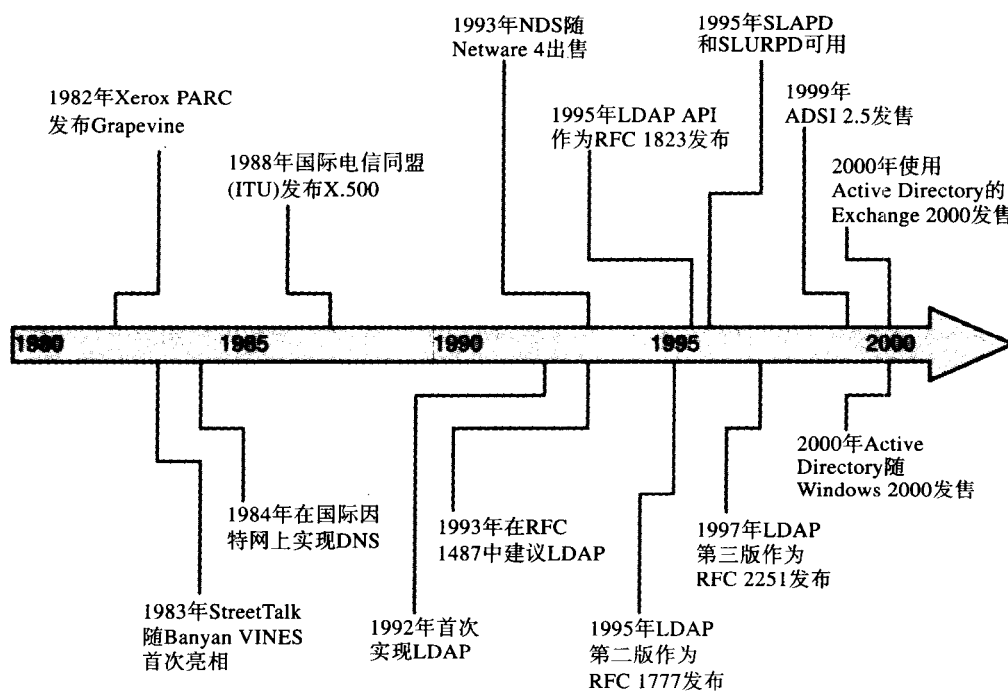 1993年NDS随
Netware 4出售
1995年SLAPD
和SLURPD可用
1982年Xerox PARC
发布Grapevine
1995年LDAP API
作为RFC 1823发布
1999年
ADSI 2.5发售
1988年国际电信同盟
(ITU)发布X.500
2000年使用
Active Directory的
Exchange 2000发售
1980
1985
1990
1995
2000
1984年在国际因
特网上实现DNS
1993年在RFC
1487中建议LDAP
1997年LDAP
第三版作为
RFC 2251发布
2000年Active
Directory随
Windows 2000发售
1983年StreetTalk
随Banyan VINES
首次亮相
1992年首次
实现LDAP
1995年LDAP
第二版作为
RFC 1777发布